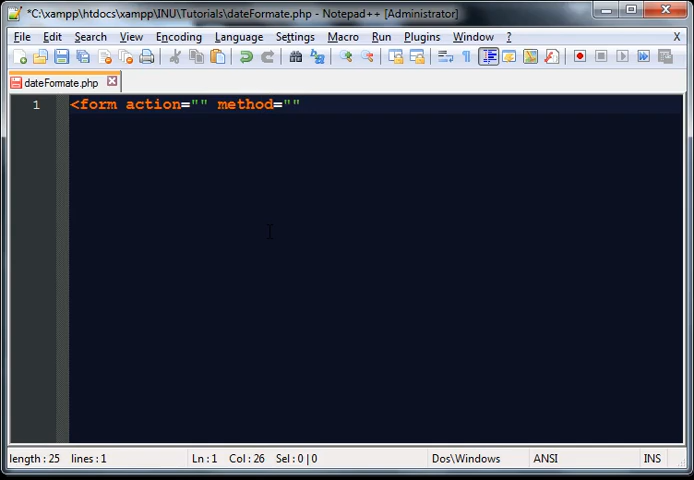 *C:\xampp\htdocs\xampp\INU\Tutorials\dateFormate.php - Notepad++ [Administrator]
File Edit Search View Encoding Language Settings Macro Run Plugins Window ? X
dateFormate.php
1 <form action="" method=""
length : 25 lines : 1 Ln : 1 Col : 26 Sel : 0 | 0 Dos\Windows ANSI INS